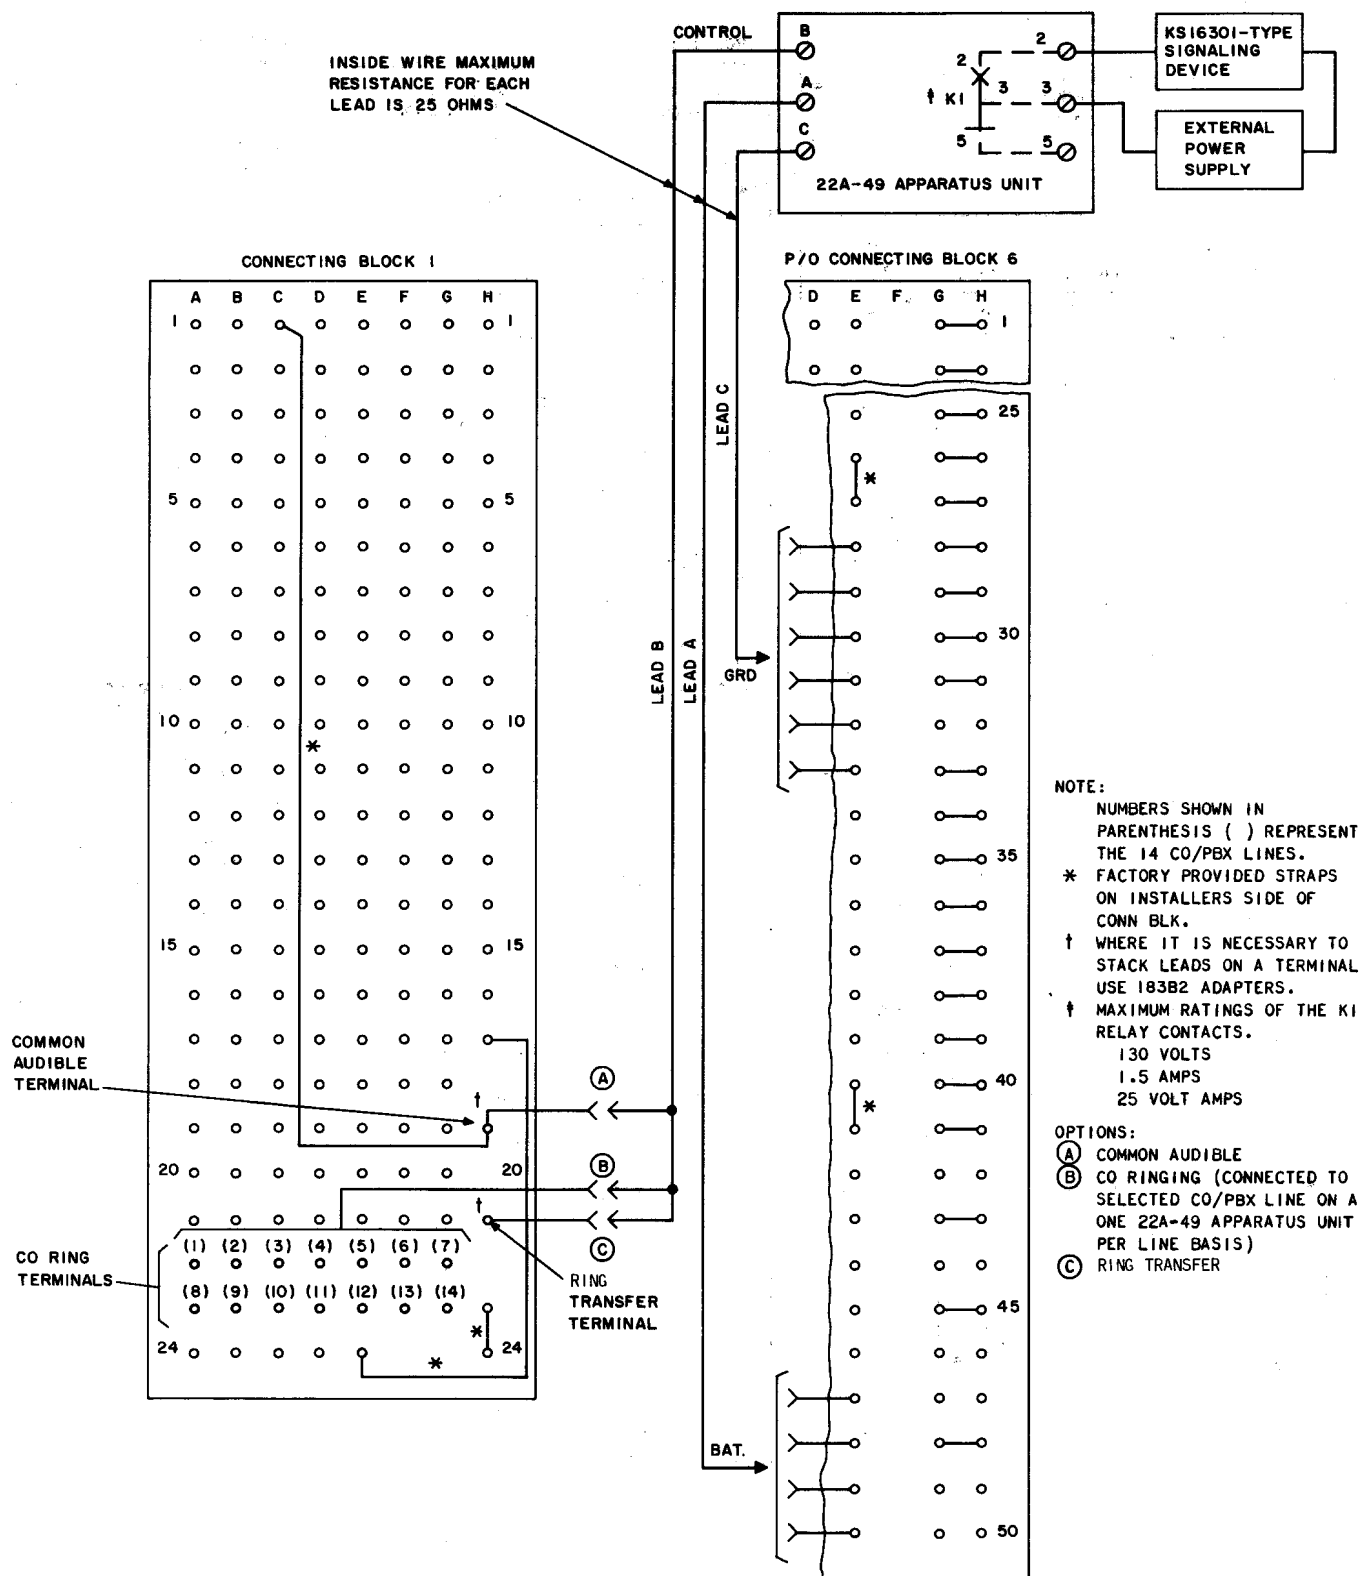 CONTROL
INSIDE WIRE MAXIMUM
RESISTANCE FOR EACH
LEAD IS 25 OHMS
B
A
C
2
2
3
3
† K1
5
5
22A-49 APPARATUS UNIT
KS16301-TYPE
SIGNALING
DEVICE
EXTERNAL
POWER
SUPPLY
CONNECTING BLOCK 1
A B C D E F G H
1 1
5 5
10 10
*
15 15
20 20
(1) (2) (3) (4) (5) (6) (7)
(8) (9) (10) (11) (12) (13) (14)
*
24 24
*
COMMON
AUDIBLE
TERMINAL
†
†
CO RING
TERMINALS
RING
TRANSFER
TERMINAL
A
B
C
LEAD B
LEAD A
LEAD C
GRD
BAT.
P/O CONNECTING BLOCK 6
D E F G H
1
25
*
30
35
40
*
45
50
NOTE:
NUMBERS SHOWN IN
PARENTHESIS ( ) REPRESENT
THE 14 CO/PBX LINES.
* FACTORY PROVIDED STRAPS
ON INSTALLERS SIDE OF
CONN BLK.
† WHERE IT IS NECESSARY TO
STACK LEADS ON A TERMINAL
USE 183B2 ADAPTERS.
‡ MAXIMUM RATINGS OF THE K1
RELAY CONTACTS.
130 VOLTS
1.5 AMPS
25 VOLT AMPS
OPTIONS:
A COMMON AUDIBLE
B CO RINGING (CONNECTED TO
SELECTED CO/PBX LINE ON A
ONE 22A-49 APPARATUS UNIT
PER LINE BASIS)
C RING TRANSFER